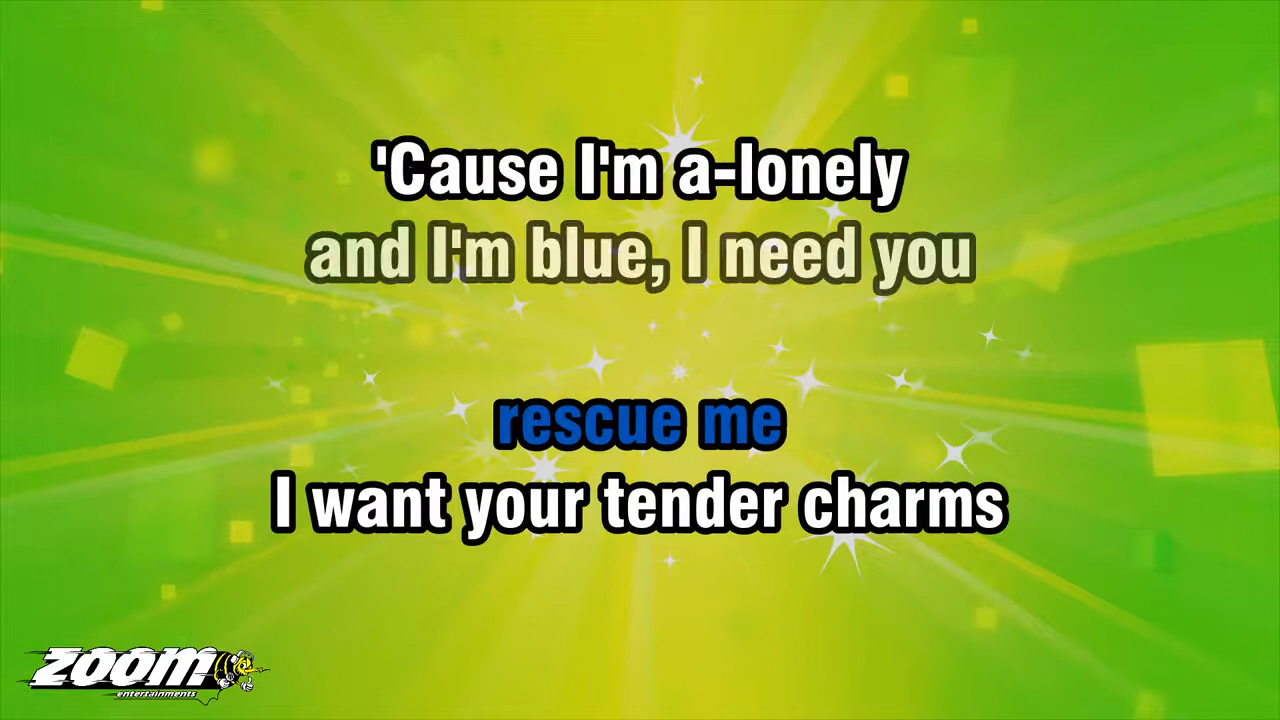 'Cause I'm a-lonely
and I'm blue, I need you
rescue me
I want your tender charms
ZOOM
entertainments